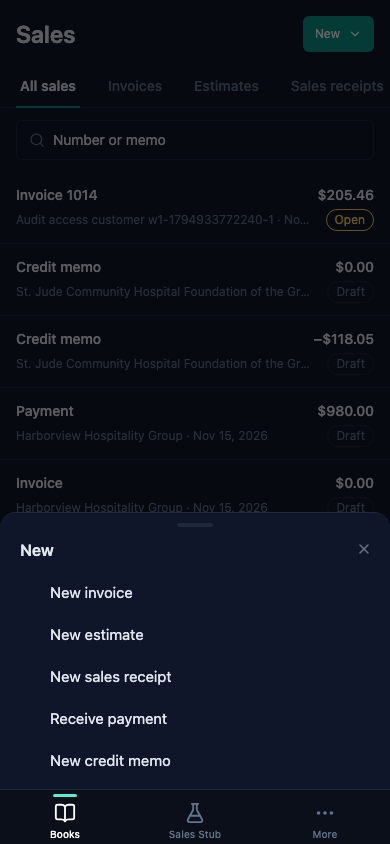 Sales
New
All sales Invoices Estimates Sales receipts
Number or memo
Invoice 1014 $205.46
Audit access customer w1-1794933772240-1 · No... Open
Credit memo $0.00
St. Jude Community Hospital Foundation of the Gr... Draft
Credit memo –$118.05
St. Jude Community Hospital Foundation of the Gr... Draft
Payment $980.00
Harborview Hospitality Group · Nov 15, 2026 Draft
Invoice $0.00
Harborview Hospitality Group · Nov 15, 2026 Draft
New
New invoice
New estimate
New sales receipt
Receive payment
New credit memo
Books Sales Stub More